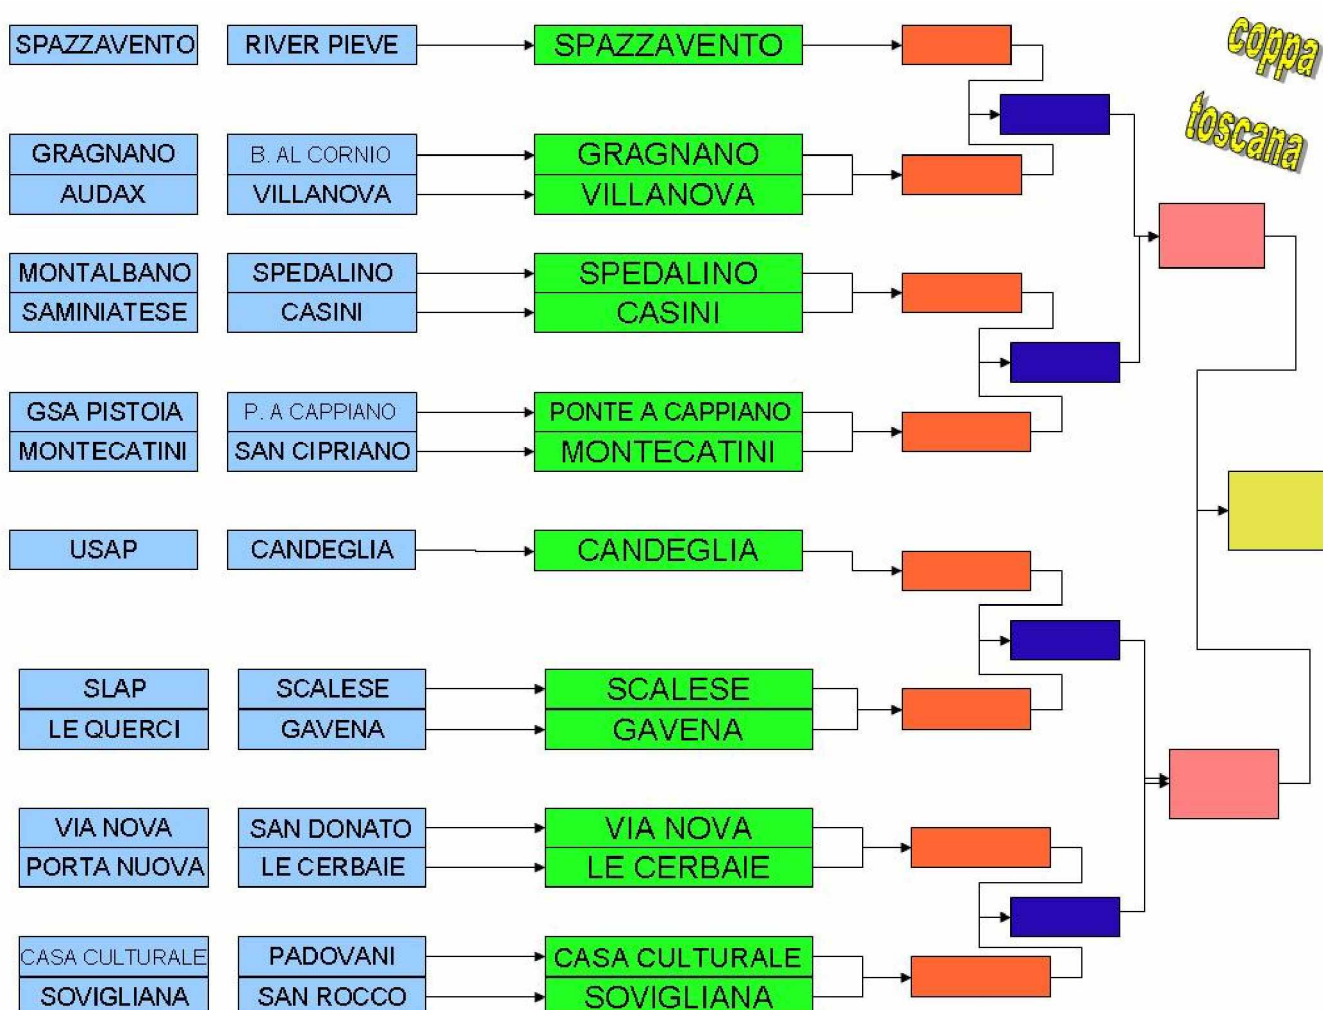 SPAZZAVENTO RIVER PIEVE SPAZZAVENTO
coppa
toscana
GRAGNANO B. AL CORNIO GRAGNANO
AUDAX VILLANOVA VILLANOVA
MONTALBANO SPEDALINO SPEDALINO
SAMINIATESE CASINI CASINI
GSA PISTOIA P. A CAPPIANO PONTE A CAPPIANO
MONTECATINI SAN CIPRIANO MONTECATINI
USAP CANDEGLIA CANDEGLIA
SLAP SCALESE SCALESE
LE QUERCI GAVENA GAVENA
VIA NOVA SAN DONATO VIA NOVA
PORTA NUOVA LE CERBAIE LE CERBAIE
CASA CULTURALE PADOVANI CASA CULTURALE
SOVIGLIANA SAN ROCCO SOVIGLIANA